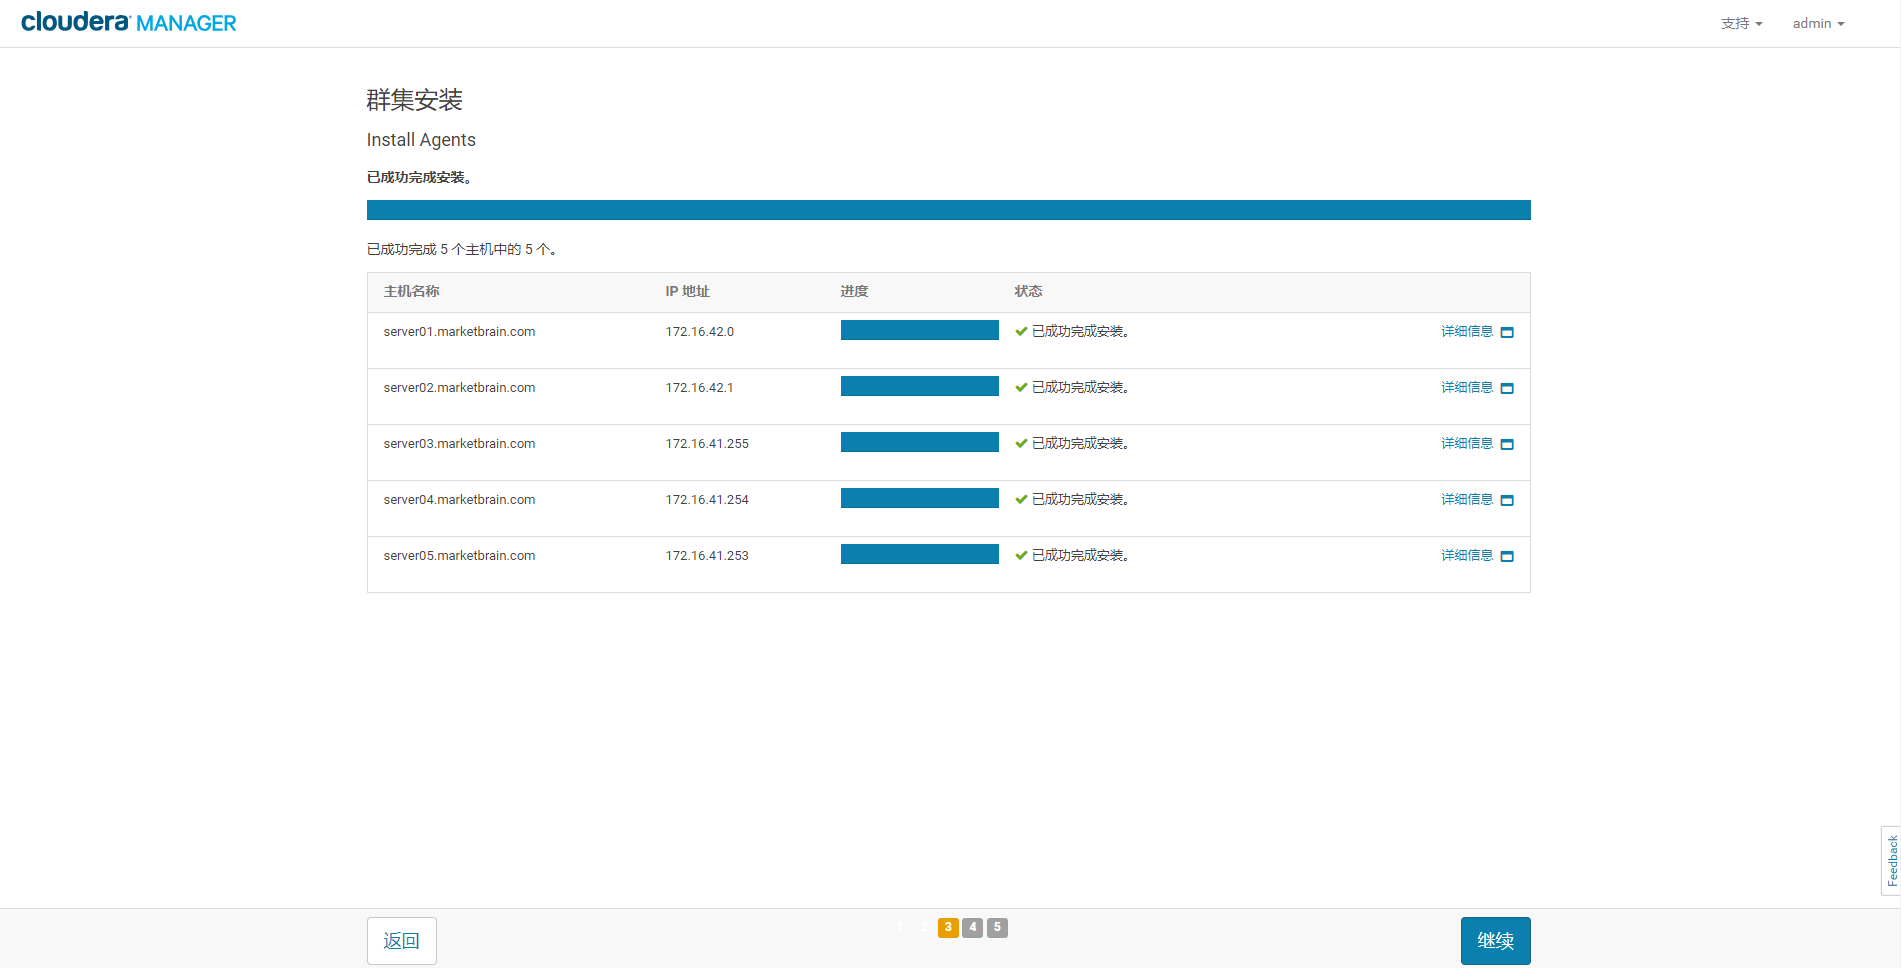 cloudera MANAGER
支持 admin
群集安装
Install Agents
已成功完成安装。
已成功完成 5 个主机中的 5 个。
主机名称 IP 地址 进度 状态
server01.marketbrain.com 172.16.42.0 已成功完成安装。 详细信息
server02.marketbrain.com 172.16.42.1 已成功完成安装。 详细信息
server03.marketbrain.com 172.16.41.255 已成功完成安装。 详细信息
server04.marketbrain.com 172.16.41.254 已成功完成安装。 详细信息
server05.marketbrain.com 172.16.41.253 已成功完成安装。 详细信息
Feedback
返回 1 2 3 4 5 继续